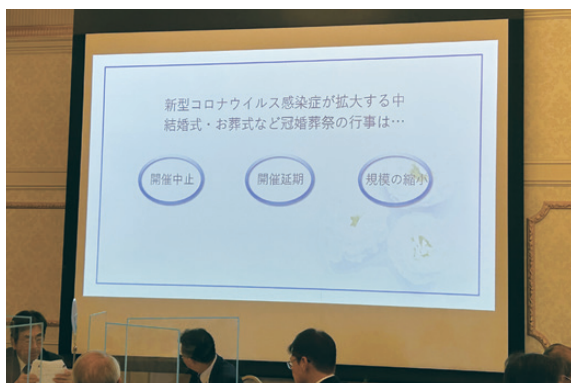 新型コロナウイルス感染症が拡大する中
結婚式・お葬式など冠婚葬祭の行事は…
開催中止
開催延期
規模の縮小